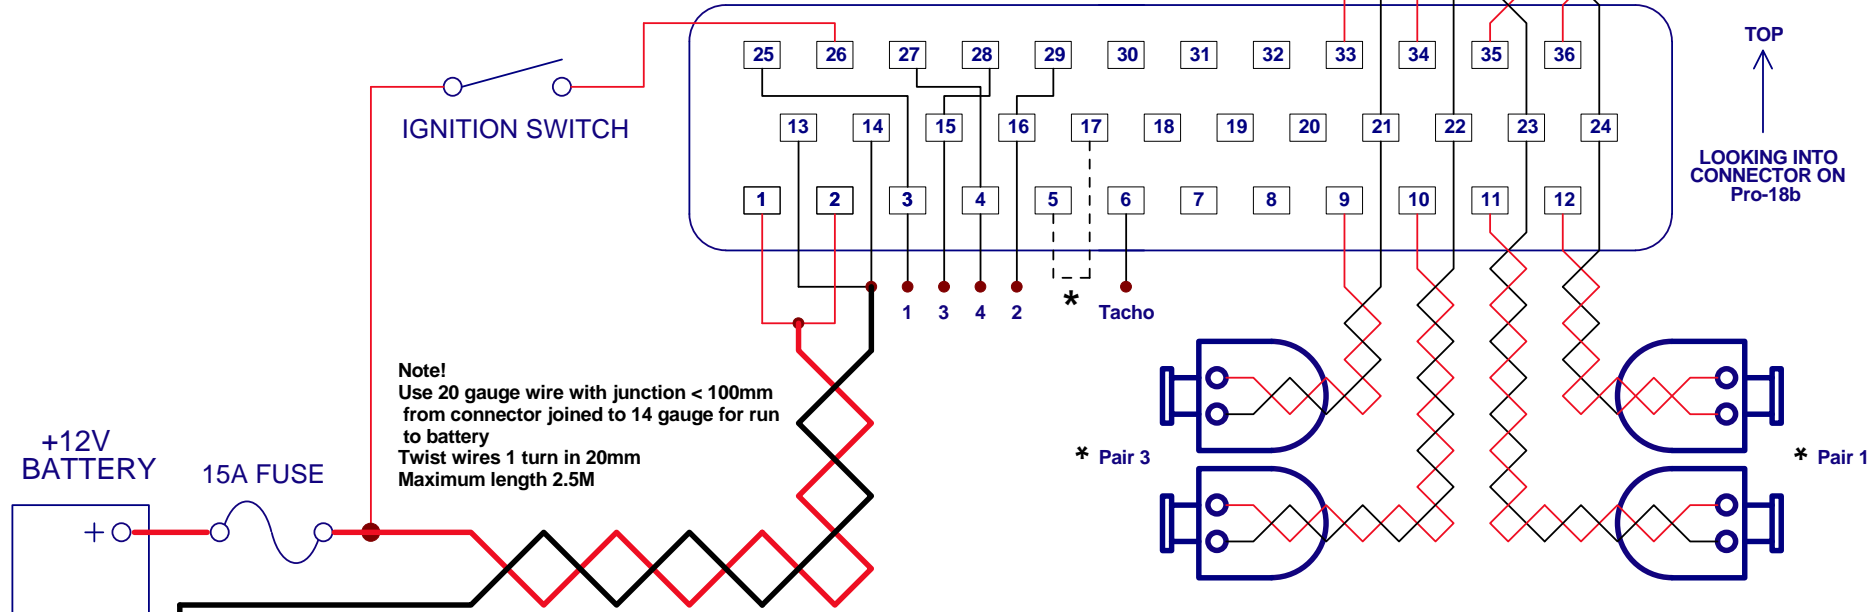 25 26 27 28 29 30 31 32 33 34 35 36
TOP
IGNITION SWITCH
13 14 15 16 17 18 19 20 21 22 23 24
LOOKING INTO
CONNECTOR ON
Pro-18b
1 2 3 4 5 6 7 8 9 10 11 12
1 3 4 2 * Tacho
Note!
Use 20 gauge wire with junction < 100mm
from connector joined to 14 gauge for run
to battery
Twist wires 1 turn in 20mm
Maximum length 2.5M
+12V
BATTERY
15A FUSE
* Pair 3
* Pair 1
+